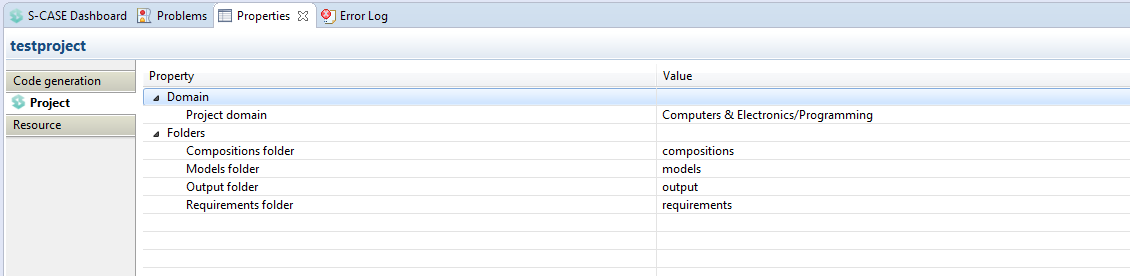 S-CASE Dashboard Problems Properties Error Log
testproject
Code generation
Project
Resource
Property Value
Domain
Project domain Computers & Electronics/Programming
Folders
Compositions folder compositions
Models folder models
Output folder output
Requirements folder requirements